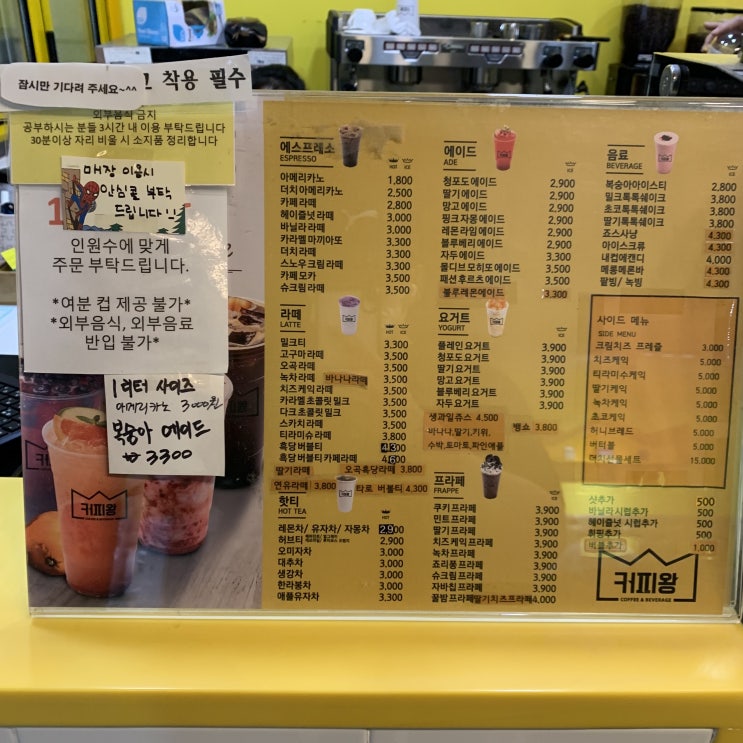 잠시만 기다려 주세요~^^
착용 필수
외부음식 금지
공부하시는 분들 3시간 내 이용 부탁드립니다
30분이상 자리 비울 시 소지품 정리합니다
매장 이용시
안심콜 부탁
드립니다
인원수에 맞게
주문 부탁드립니다.
*여분 컵 제공 불가*
*외부음식, 외부음료
반입 불가*
1리터 사이즈
아메리카노 3000원
복숭아 에이드
3300
커피왕
에스프레소
ESPRESSO
HOT ICE
아메리카노 1,800
더치아메리카노 2,500
카페라떼 2,800
헤이즐넛라떼 3,000
바닐라라떼 3,000
카라멜마끼아또 3,300
더치라떼 3,300
스노우크림라떼 3,500
카페모카 3,500
슈크림라떼 3,500
라떼
LATTE
HOT ICE
밀크티 3,300
고구마라떼 3,500
오곡라떼 3,500
녹차라떼 바나나라떼 3,500
치즈케익라떼 3,500
카라멜초콜릿밀크 3,500
다크초콜릿밀크 3,500
스카치라떼 3,500
티라미슈라떼 3,800
흑당버블티 4,300
흑당버블티카페라떼 4,600
딸기라떼 오곡흑당라떼 3,800
연유라떼 3,800 타로 버블티 4,300
핫티
HOT TEA
레몬차/ 유자차/ 자몽차 2900
허브티 2,900
오미자차 3,000
대추차 3,000
생강차 3,000
한라봉차 3,000
애플유자차 3,300
에이드
ADE
청포도에이드 2,900
딸기에이드 2,900
망고에이드 2,900
핑크자몽에이드 2,900
레몬라임에이드 2,900
블루베리에이드 2,900
자두에이드 3,300
몰디브모히또에이드 3,500
패션후르츠에이드 3,500
블루레몬에이드 3,300
요거트
YOGURT
플레인요거트 3,900
청포도요거트 3,900
딸기요거트 3,900
망고요거트 3,900
블루베리요거트 3,900
자두요거트 3,900
생과일쥬스 4,500
바나나,딸기,키위,
수박,토마토,파인애플
뱅쇼 3,800
프라페
FRAPPE
쿠키프라페 3,900
민트프라페 3,900
딸기프라페 3,900
치즈케익프라페 3,900
녹차프라페 3,900
죠리퐁프라페 3,900
슈크림프라페 3,900
자바칩프라페 3,900
꿀밤프라페 딸기치즈프라페 4,000
음료
BEVERAGE
복숭아아이스티 2,800
밀크톡톡쉐이크 3,800
초코톡톡쉐이크 3,800
딸기톡톡쉐이크 3,800
죠스사냥 4,300
아이스크류 4,300
내컵에캔디 4,000
메롱메론바 4,300
팥빙/ 녹빙 4,300
사이드 메뉴
SIDE MENU
크림치즈 프레즐 3.000
치즈케익 5,000
티라미수케익 5,000
딸기케익 5,000
녹차케익 5,000
초코케익 5,000
허니브레드 5,000
버터볼 5,000
더치선물세트 15,000
샷추가 500
바닐라시럽추가 500
헤이즐넛 시럽추가 500
휘핑추가 500
버블추가 1,000
커피왕
COFFEE & BEVERAGE